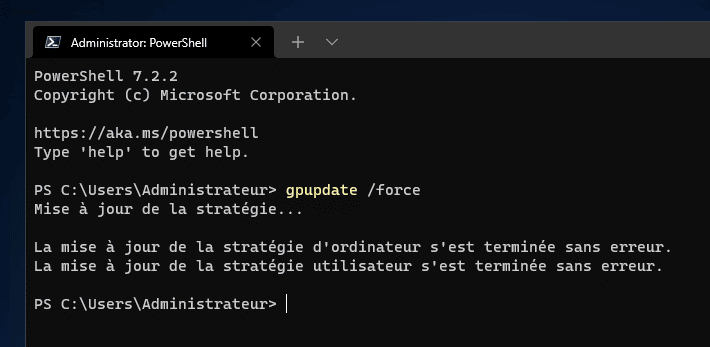 Administrator: PowerShell
PowerShell 7.2.2
Copyright (c) Microsoft Corporation.
https://aka.ms/powershell
Type 'help' to get help.
PS C:\Users\Administrateur> gpupdate /force
Mise à jour de la stratégie...
La mise à jour de la stratégie d'ordinateur s'est terminée sans erreur.
La mise à jour de la stratégie utilisateur s'est terminée sans erreur.
PS C:\Users\Administrateur>